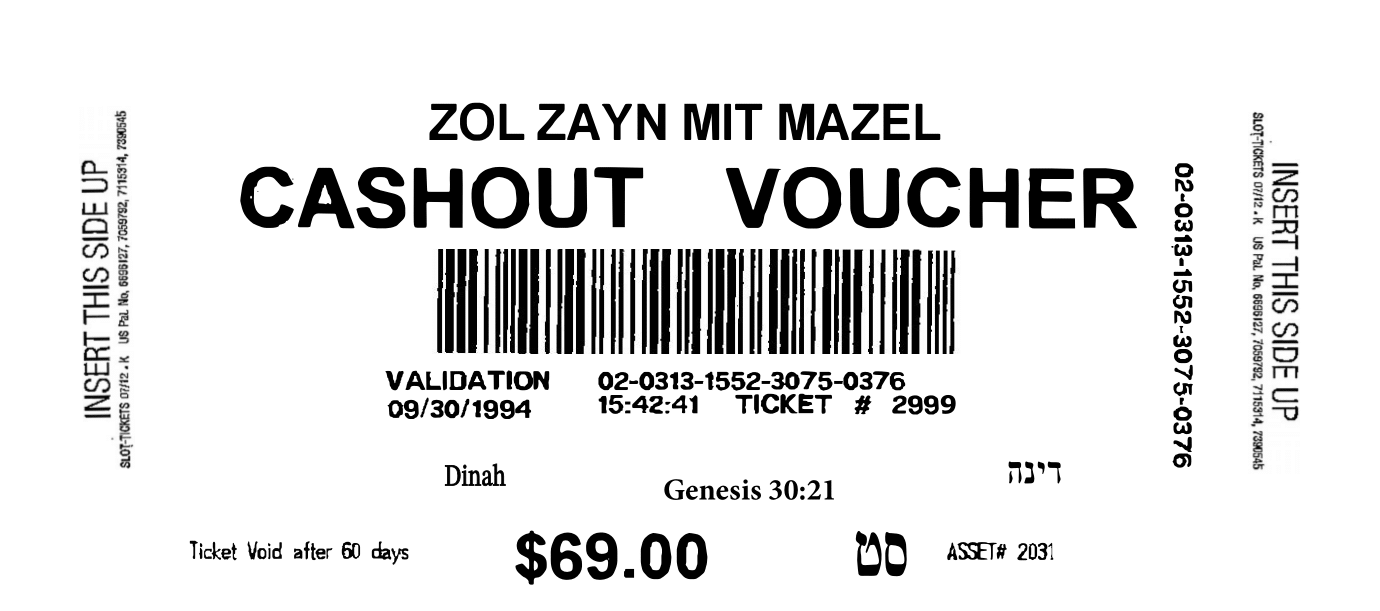 ZOL ZAYN MIT MAZEL
CASHOUT VOUCHER
VALIDATION 02-0313-1552-3075-0376
09/30/1994 15:42:41 TICKET # 2999
Dinah
Genesis 30:21
דינה
Ticket Void after 60 days
$69.00
סט
ASSET# 2031
INSERT THIS SIDE UP
SLOT-TICKETS 07/12 • K US Pat. No. 6696127, 7059792, 7115314, 7390545
02-0313-1552-3075-0376
SLOT-TICKETS 07/12 • K US Pat. No. 6696127, 7059792, 7115314, 7390545
INSERT THIS SIDE UP